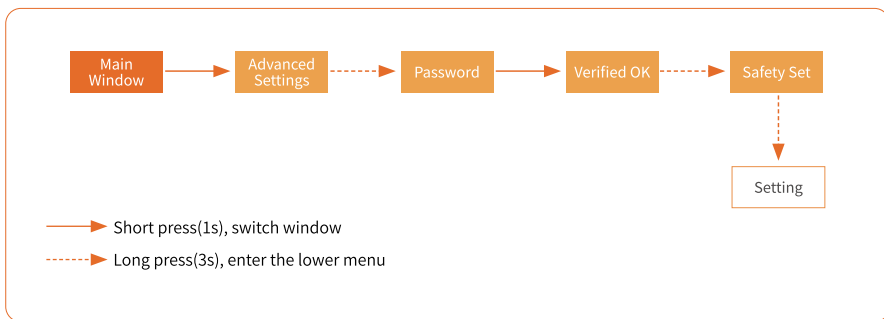 Main
Window
Advanced
Settings
Password
Verified OK
Safety Set
Setting
Short press(1s), switch window
Long press(3s), enter the lower menu